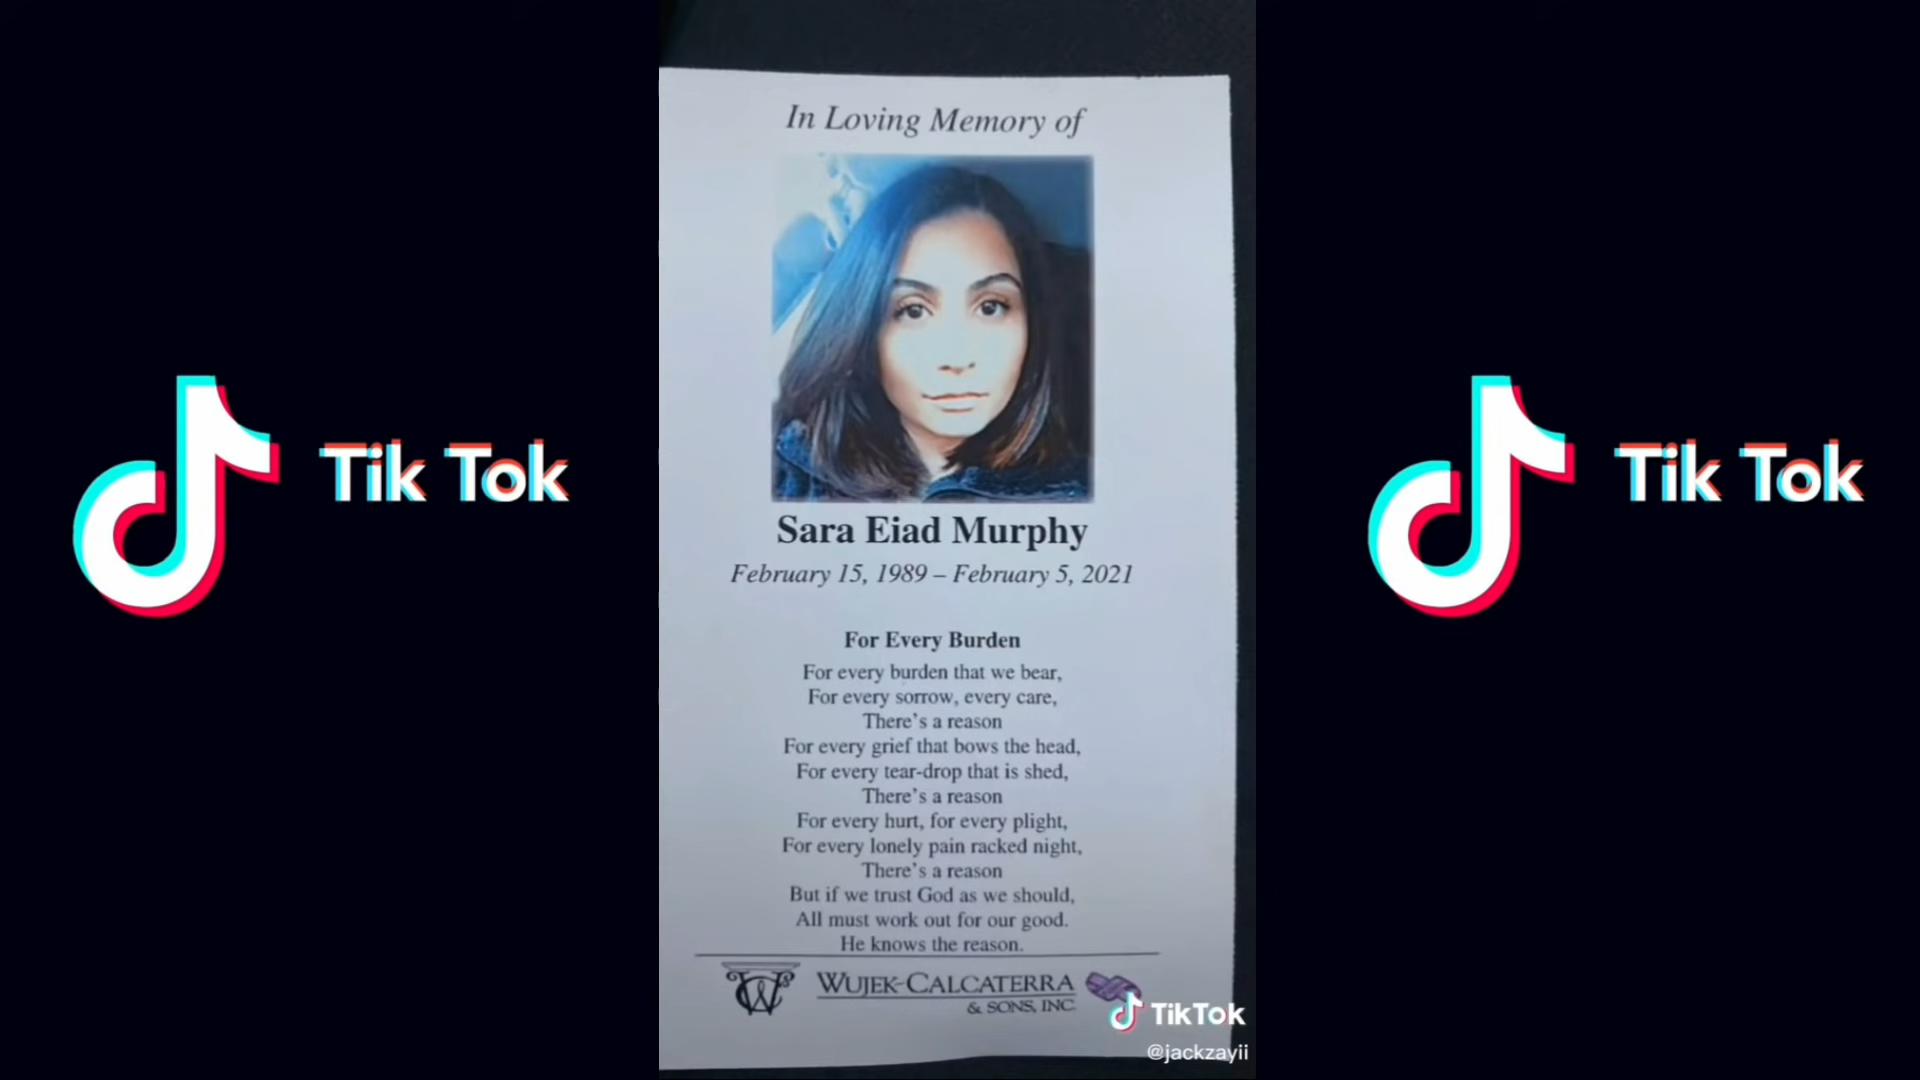 In Loving Memory of
Sara Eiad Murphy
February 15, 1989 – February 5, 2021
For Every Burden
For every burden that we bear,
For every sorrow, every care,
There's a reason
For every grief that bows the head,
For every tear-drop that is shed,
There's a reason
For every hurt, for every plight,
For every lonely pain racked night,
There's a reason
But if we trust God as we should,
All must work out for our good.
He knows the reason.
WUJEK-CALCATERRA
& SONS, INC.
TikTok
@jackzayii
Tik Tok
Tik Tok